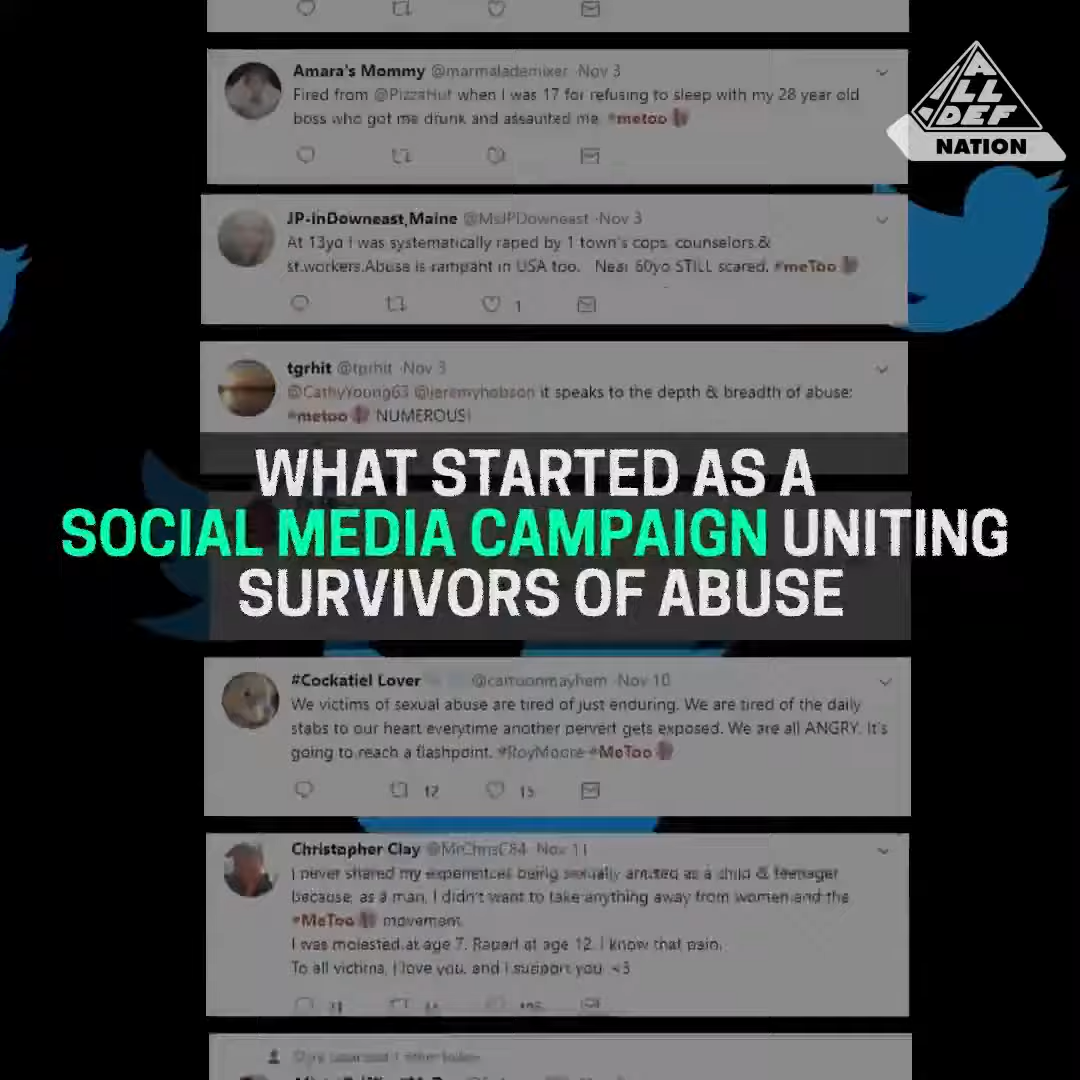 Amara's Mommy @marmalademixer · Nov 3
Fired from @PizzaHut when I was 17 for refusing to sleep with my 28 year old
boss who got me drunk and assaulted me. #metoo
ALL
DEF
NATION
JP-inDowneast,Maine @MsJPDowneast · Nov 3
At 13yo I was systematically raped by 1 town's cops, counselors,&
st.workers.Abuse is rampant in USA too. Near 60yo STILL scared. #meToo
1
tgrhit @tgrhit · Nov 3
@CathyYoung63 @jeremyhobson it speaks to the depth & breadth of abuse:
#metoo NUMEROUS!
WHAT STARTED AS A
SOCIAL MEDIA CAMPAIGN UNITING
SURVIVORS OF ABUSE
#Cockatiel Lover @cartoonmayhem · Nov 10
We victims of sexual abuse are tired of just enduring. We are tired of the daily
stabs to our heart everytime another pervert gets exposed. We are all ANGRY. It's
going to reach a flashpoint. #RoyMoore #MeToo
12 15
Christopher Clay @MrChrisC84 · Nov 11
I never shared my experiences being sexually as a child & teenager
because, as a man, I didn't want to take anything away from women and the
#MeToo movement.
I was molested at age 7. Raped at age 12. I know that pain.
To all victims, I love you, and I support you. <3